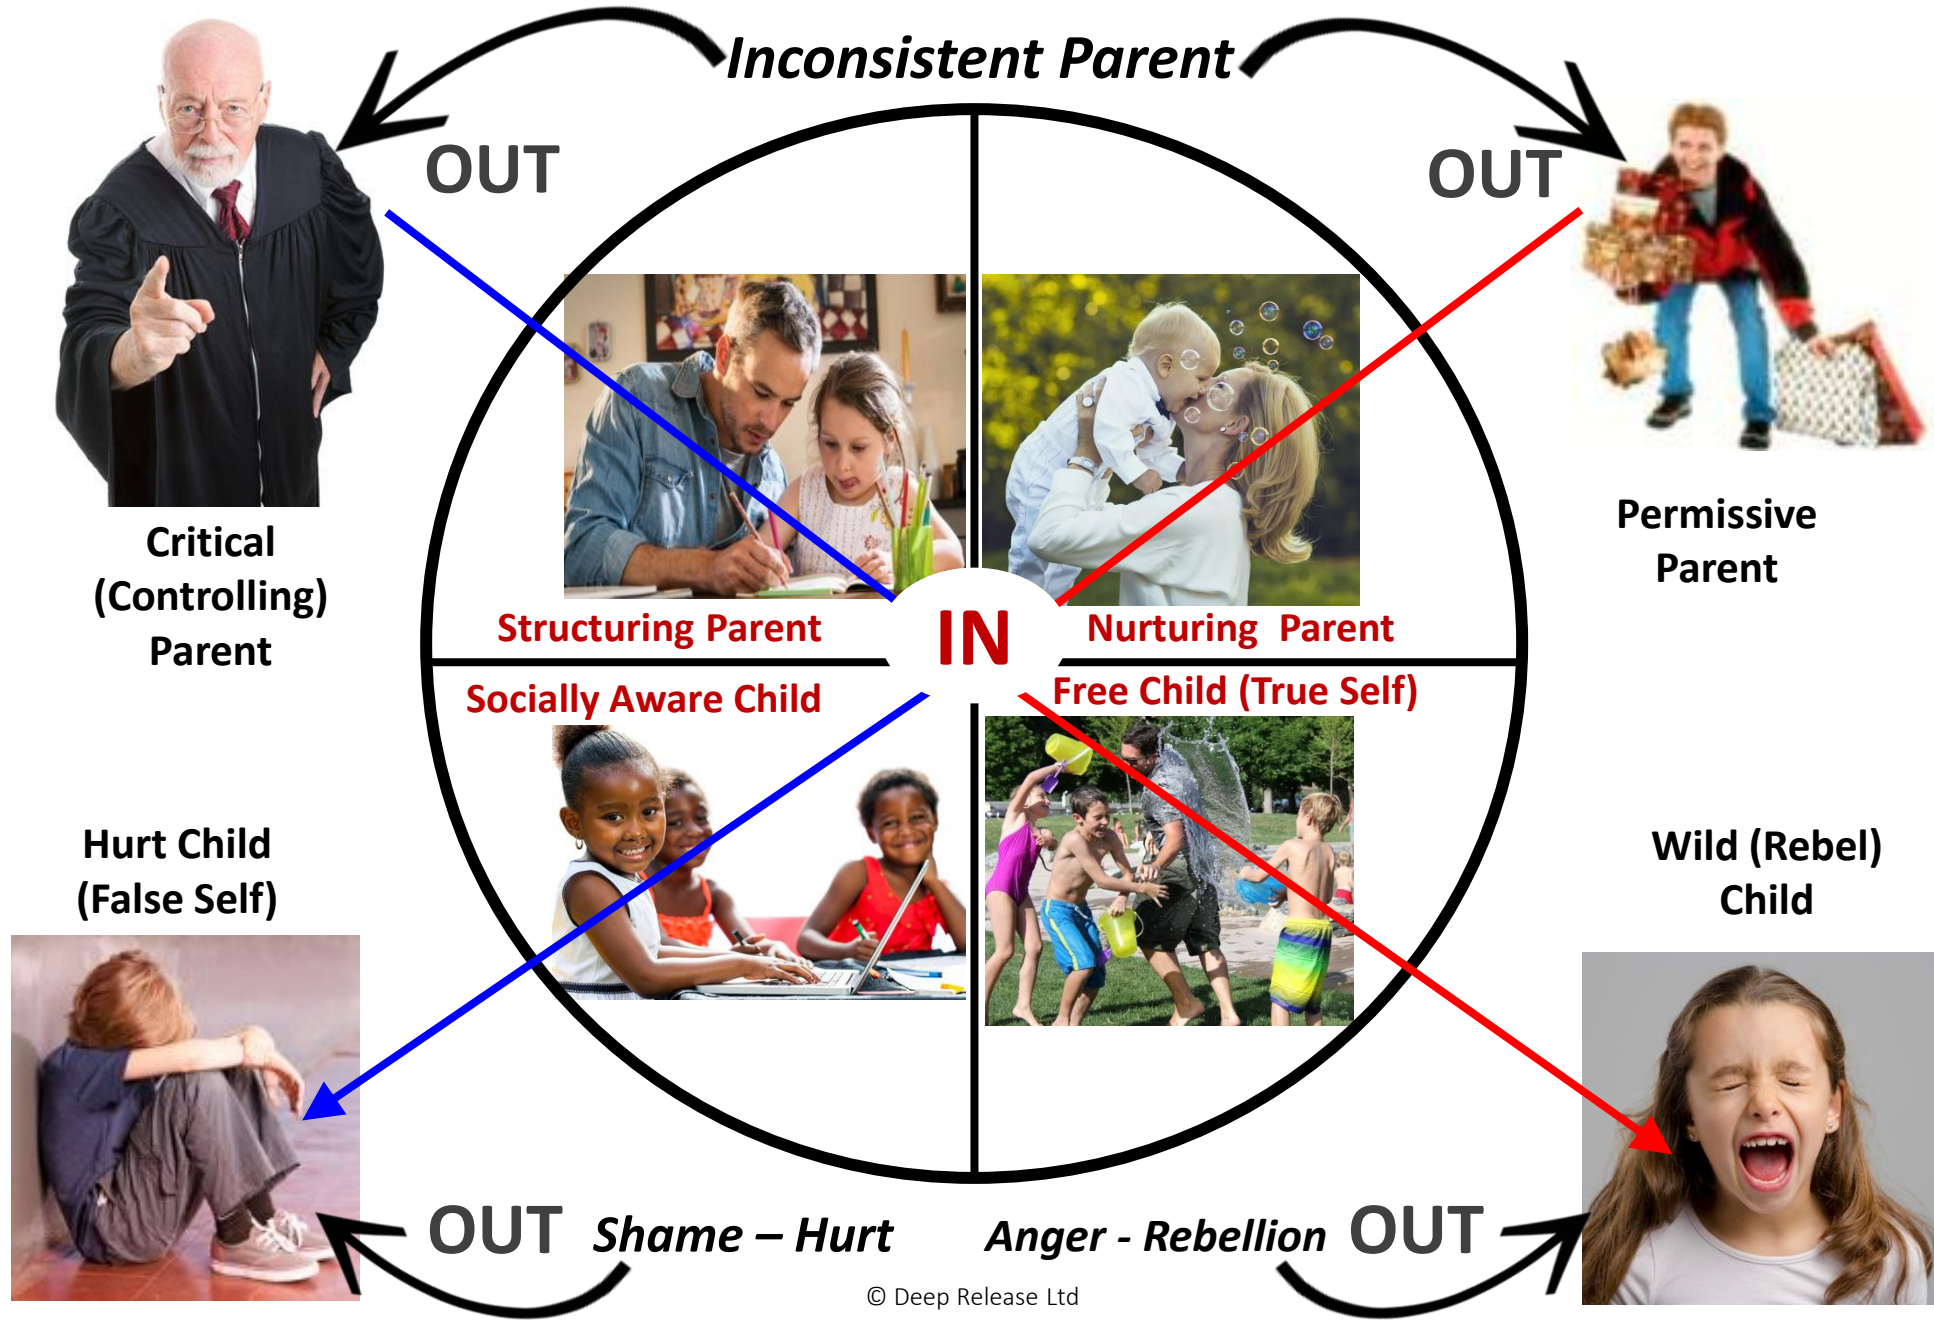 Inconsistent Parent
OUT
OUT
Critical
(Controlling)
Parent
Permissive
Parent
Structuring Parent
IN
Nurturing  Parent
Socially Aware Child
Free Child (True Self)
Hurt Child
(False Self)
Wild (Rebel)
Child
OUT
Shame – Hurt
Anger - Rebellion
OUT
© Deep Release Ltd